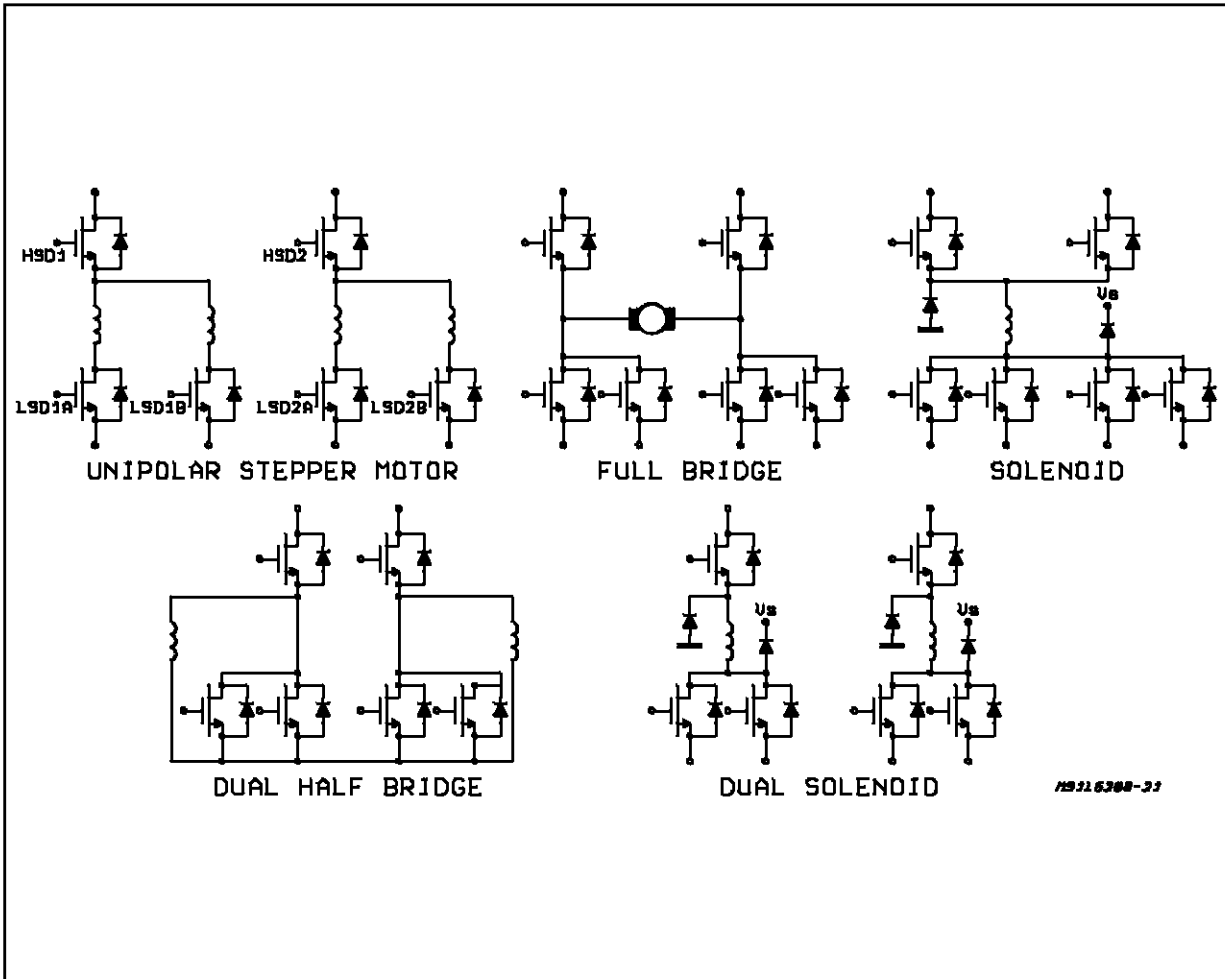 HSD1
HSD2
Vs
LSD1A
LSD1B
LSD2A
LSD2B
UNIPOLAR STEPPER MOTOR
FULL BRIDGE
SOLENOID
Vs
Vs
DUAL HALF BRIDGE
DUAL SOLENOID